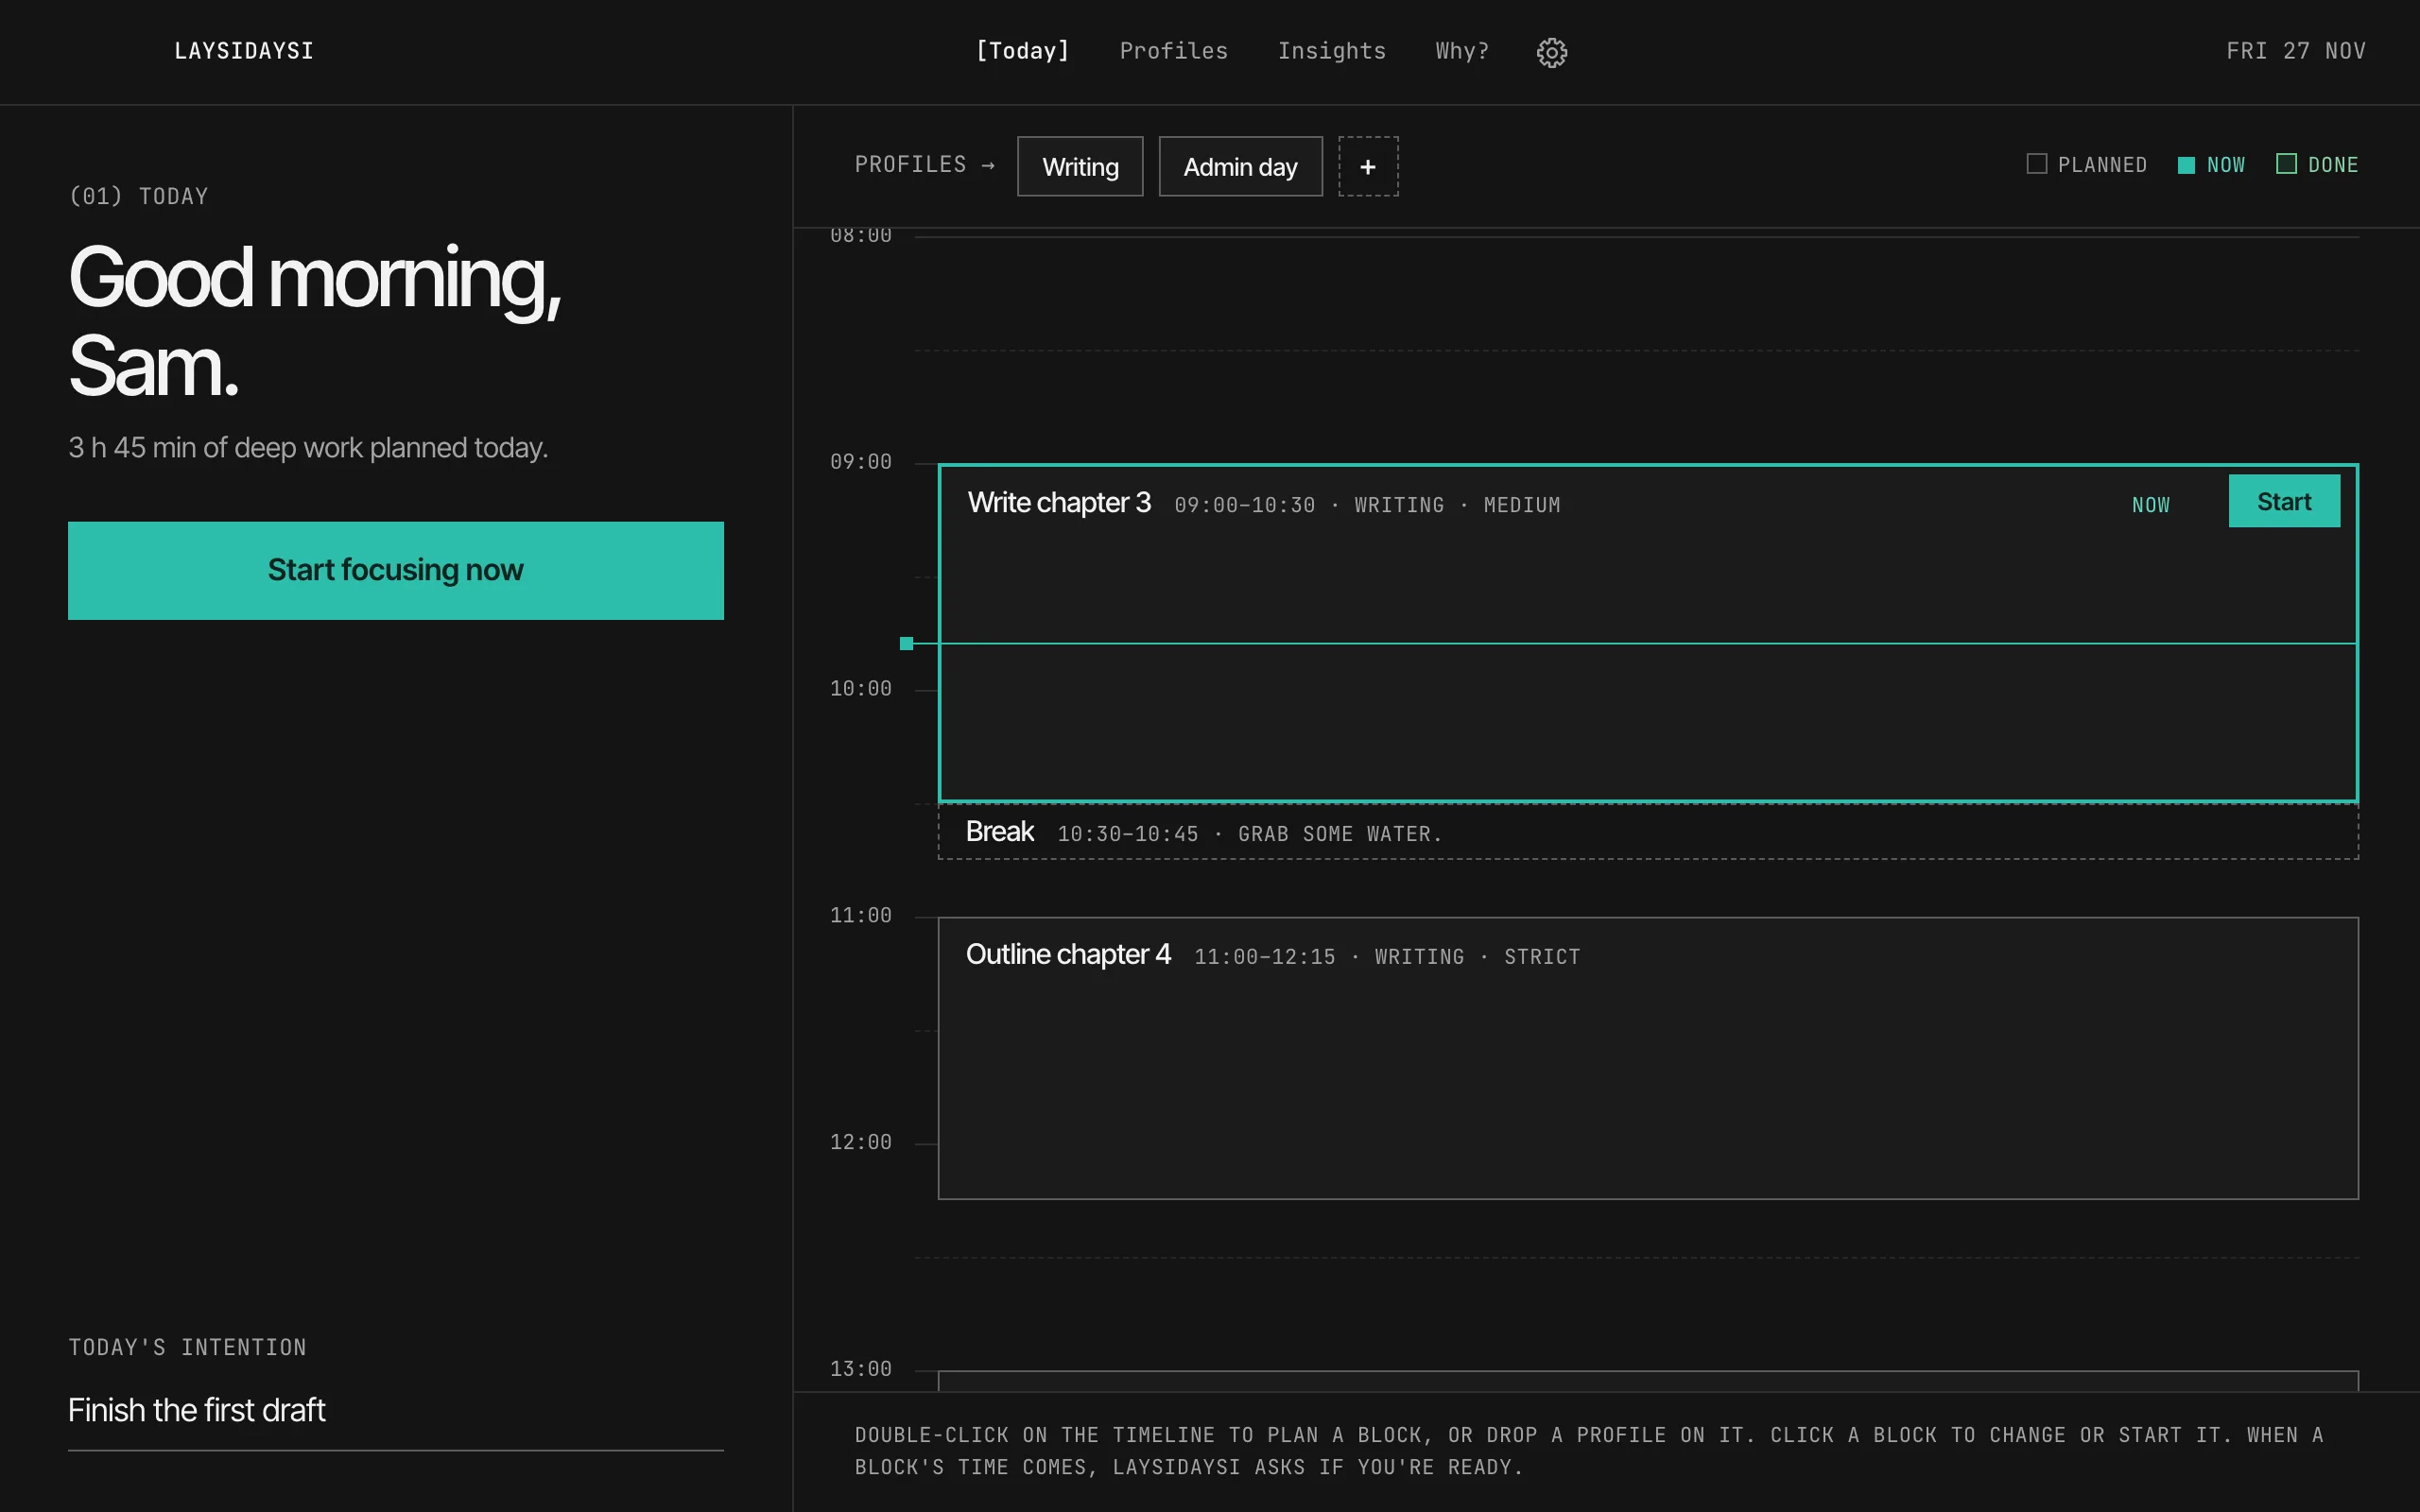 LAYSIDAYSI
[Today] Profiles Insights Why?
FRI 27 NOV
(01) TODAY
Good morning,
Sam.
3 h 45 min of deep work planned today.
Start focusing now
TODAY'S INTENTION
Finish the first draft
PROFILES → Writing Admin day +
PLANNED NOW DONE
08:00
09:00
Write chapter 3 09:00–10:30 · WRITING · MEDIUM NOW Start
10:00
Break 10:30–10:45 · GRAB SOME WATER.
11:00
Outline chapter 4 11:00–12:15 · WRITING · STRICT
12:00
13:00
DOUBLE-CLICK ON THE TIMELINE TO PLAN A BLOCK, OR DROP A PROFILE ON IT. CLICK A BLOCK TO CHANGE OR START IT. WHEN A
BLOCK'S TIME COMES, LAYSIDAYSI ASKS IF YOU'RE READY.